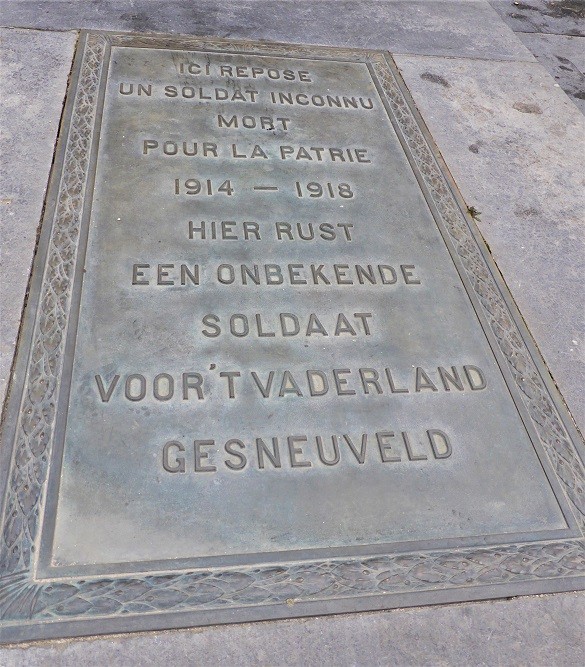 ICI REPOSE
UN SOLDAT INCONNU
MORT
POUR LA PATRIE
1914 — 1918
HIER RUST
EEN ONBEKENDE
SOLDAAT
VOOR 'T VADERLAND
GESNEUVELD